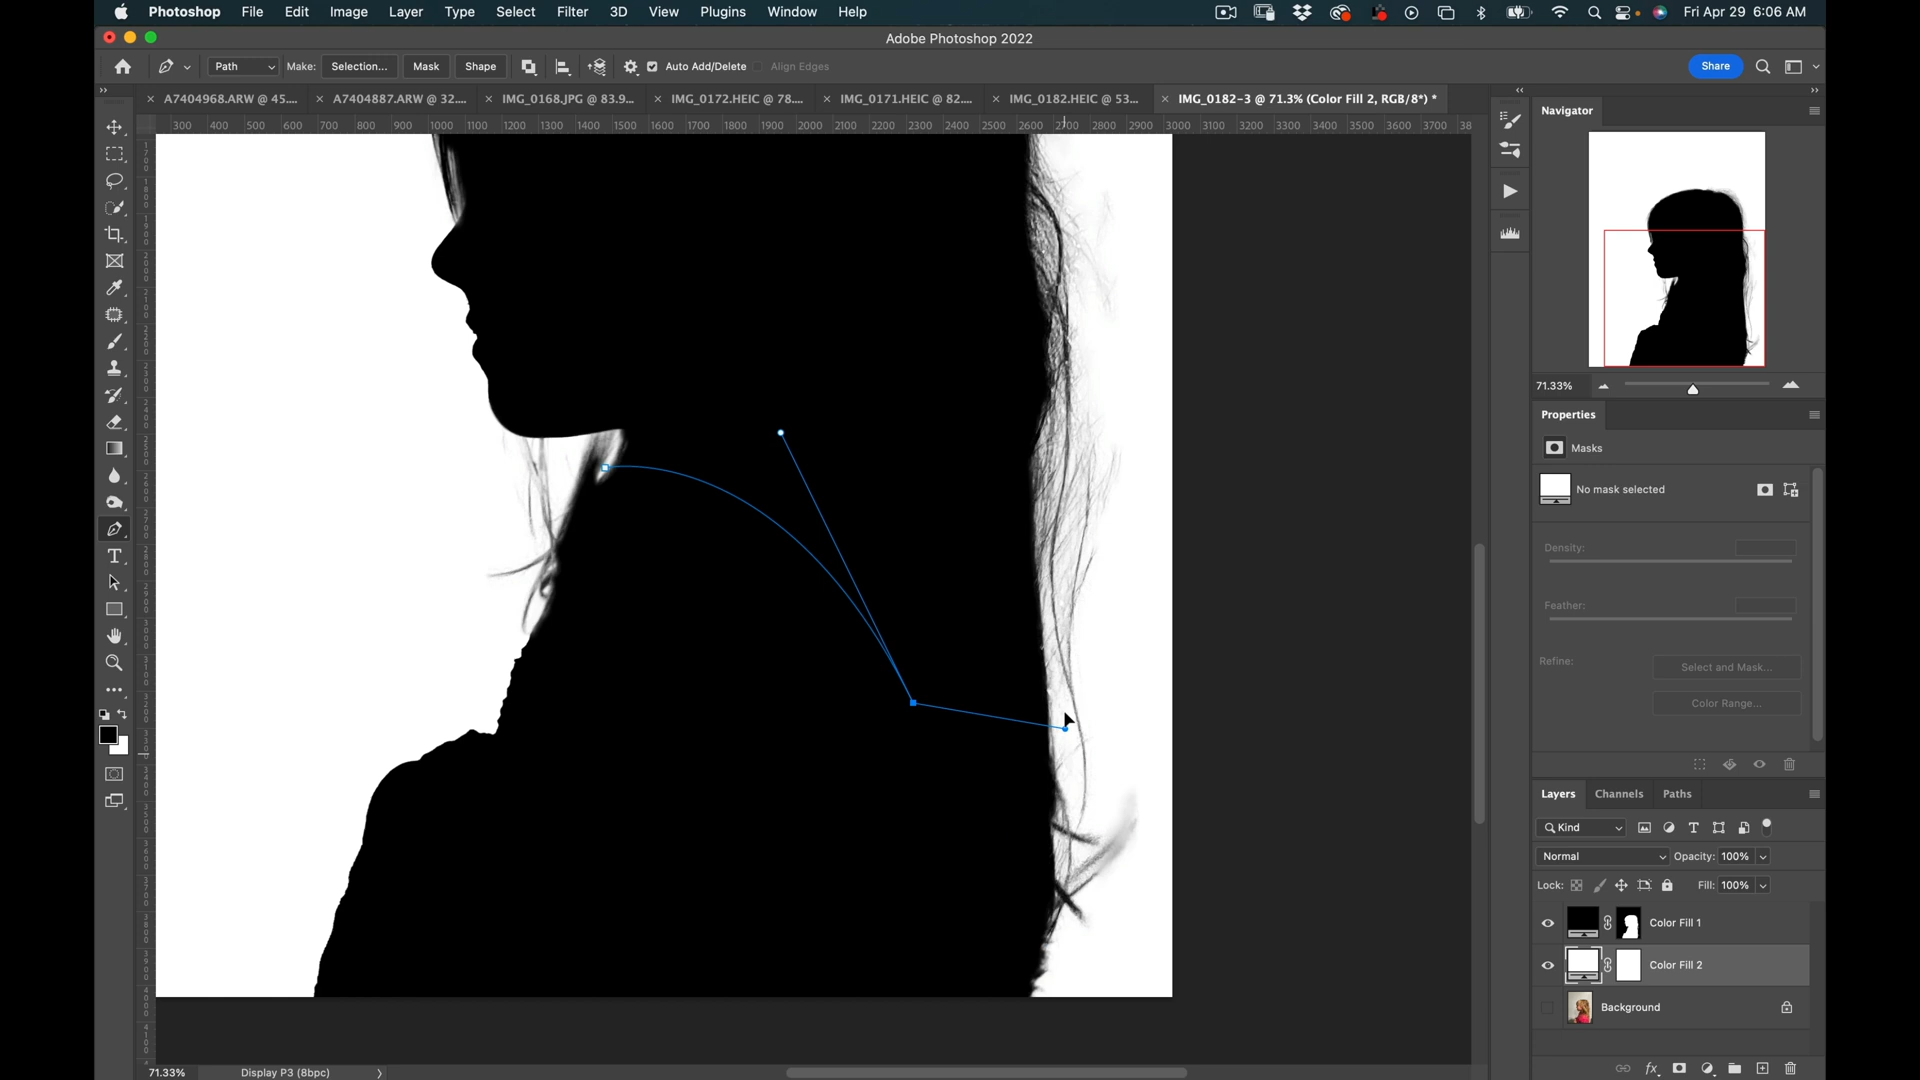 Photoshop File Edit Image Layer Type Select Filter 3D View Plugins Window Help Fri Apr 29 6:06 AM
Adobe Photoshop 2022
Path Make: Selection... Mask Shape Auto Add/Delete Align Edges Share
A7404968.ARW @ 45.... A7404887.ARW @ 32.... IMG_0168.JPG @ 83.9... IMG_0172.HEIC @ 78.... IMG_0171.HEIC @ 82.... IMG_0182.HEIC @ 53... IMG_0182-3 @ 71.3% (Color Fill 2, RGB/8*) *
Navigator
300 400 500 600 700 800 900 1000 1100 1200 1300 1400 1500 1600 1700 1800 1900 2000 2100 2200 2300 2400 2500 2600 2700 2800 2900 3000 3100 3200 3300 3400 3500 3600 3700 38
71.33%
Properties
Masks
No mask selected
Density:
Feather:
Refine: Select and Mask...
Color Range...
Layers Channels Paths
Kind
Normal Opacity: 100%
Lock: Fill: 100%
Color Fill 1
Color Fill 2
Background
71.33% Display P3 (8bpc)
fx